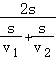 2s
s/v₁ + s/v₂